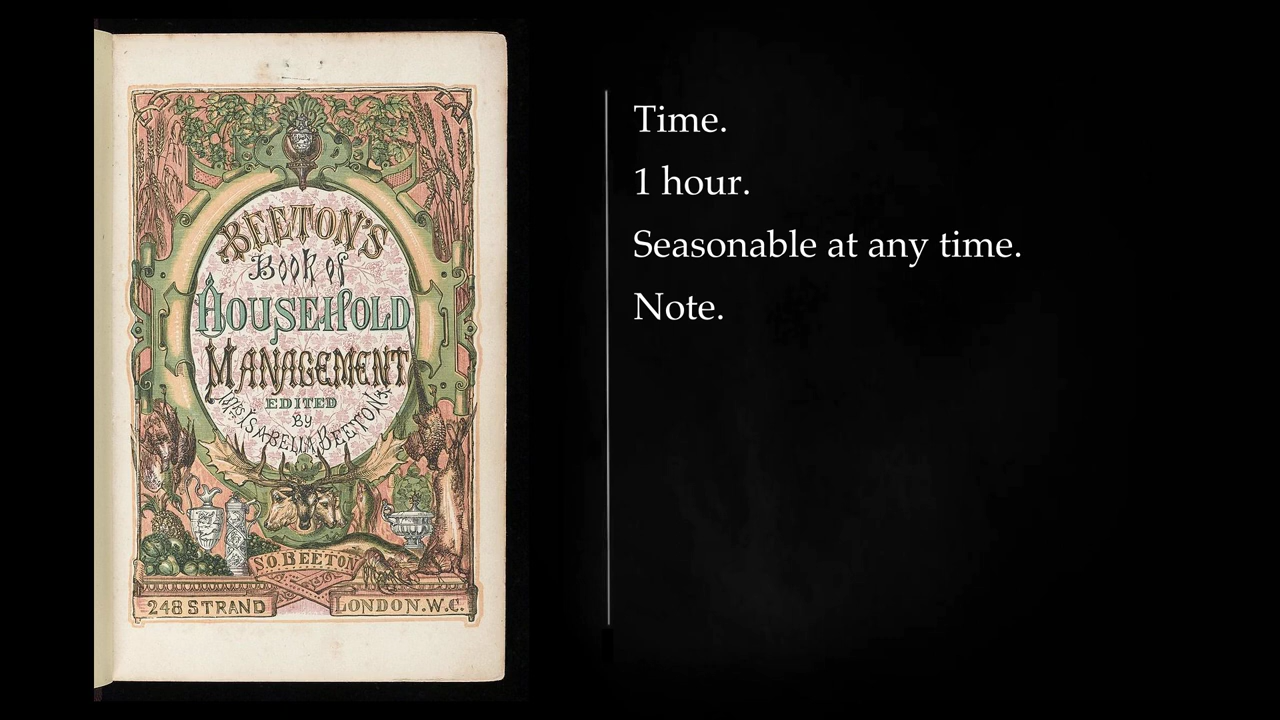 BEETON'S
Book of
HOUSEHOLD
MANAGEMENT
EDITED
BY
MRS ISABELLA BEETON
S.O. BEETON
248 STRAND
LONDON. W.C.
Time.
1 hour.
Seasonable at any time.
Note.